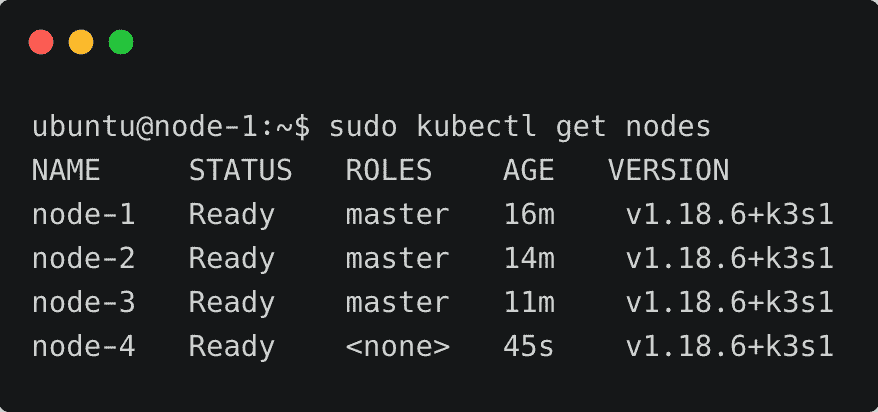 ubuntu@node-1:~$ sudo kubectl get nodes
NAME     STATUS   ROLES    AGE   VERSION
node-1   Ready    master   16m    v1.18.6+k3s1
node-2   Ready    master   14m    v1.18.6+k3s1
node-3   Ready    master   11m    v1.18.6+k3s1
node-4   Ready    <none>   45s    v1.18.6+k3s1